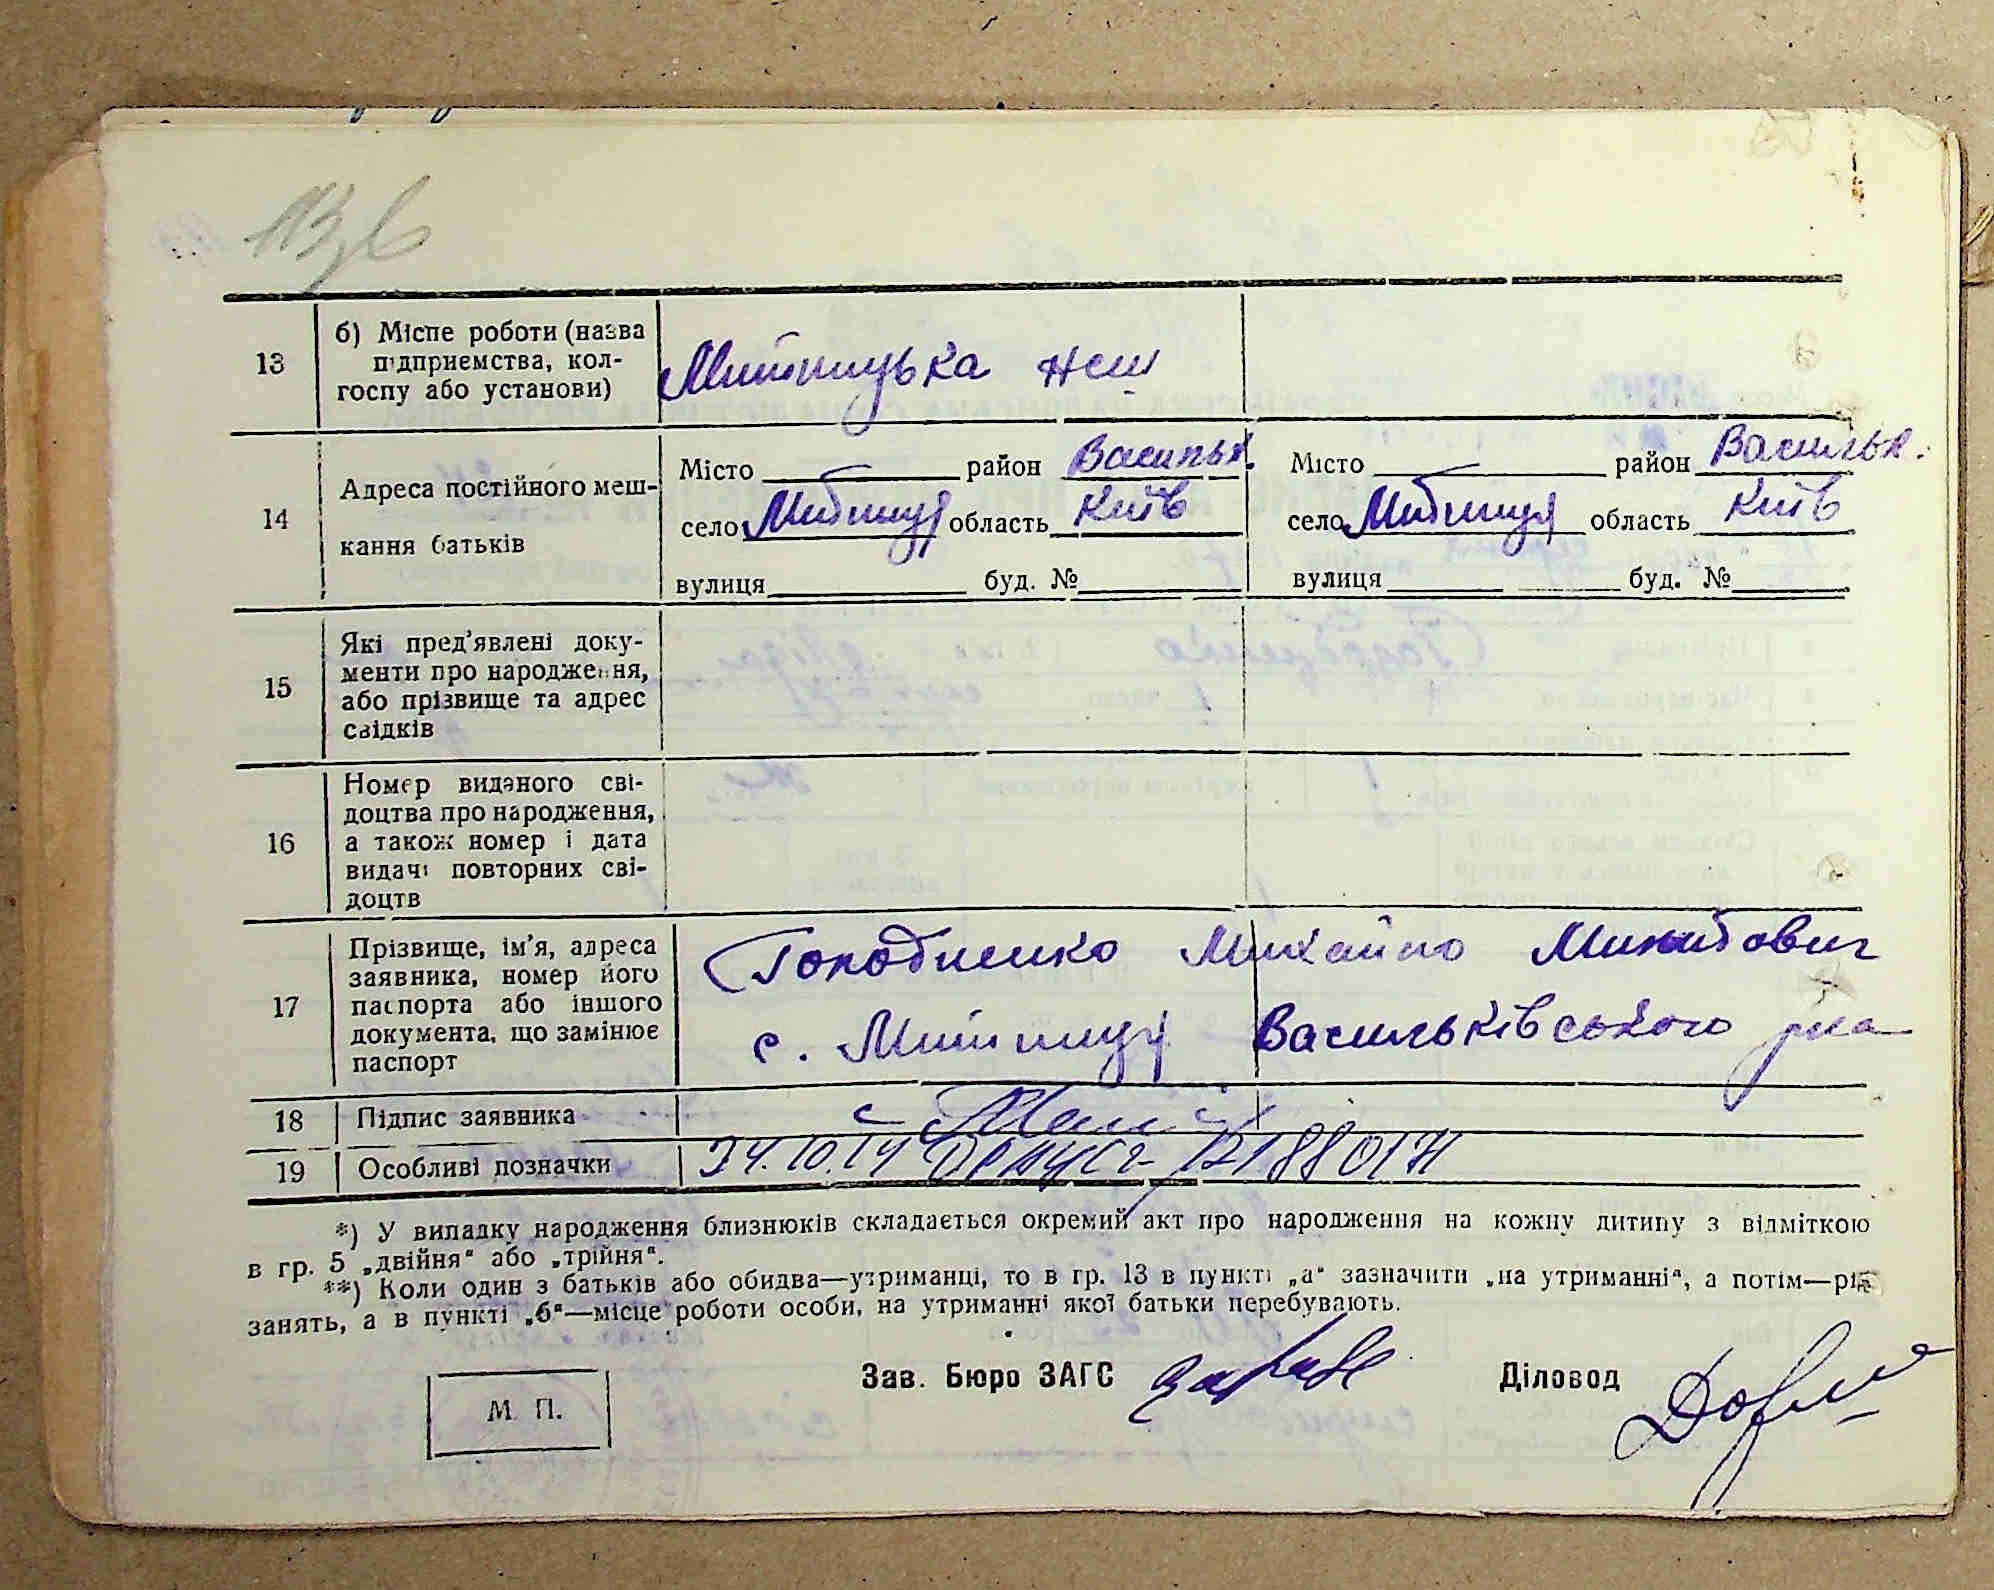 13
б) Місце роботи (назва
підприємства, кол-
госпу або установи)
Митницька нсш
14
Адреса постійного меш-
кання батьків
Місто район Васильк.
село Митниця область Київ
вулиця буд. №
Місто район Васильк.
село Митниця область Київ
вулиця буд. №
15
Які пред'явлені доку-
менти про народження,
або прізвище та адрес
свідків
16
Номер виданого сві-
доцтва про народження,
а також номер і дата
видачі повторних сві-
доцтв
17
Прізвище, ім'я, адреса
заявника, номер його
паспорта або іншого
документа, що замінює
паспорт
Голодненко Михайло
с. Митниця Васильківського р-на
18
Підпис заявника
19
Особливі позначки
*) У випадку народження близнюків складається окремий акт про народження на кожну дитину з відміткою
в гр. 5 „двійня“ або „трійня“.
**) Коли один з батьків або обидва—утриманці, то в гр. 13 в пункті „а“ зазначити „на утриманні“, а потім—рід
занять, а в пункті „б“—місце роботи особи, на утриманні якої батьки перебувають.
Зав. Бюро ЗАГС
Діловод
М. П.